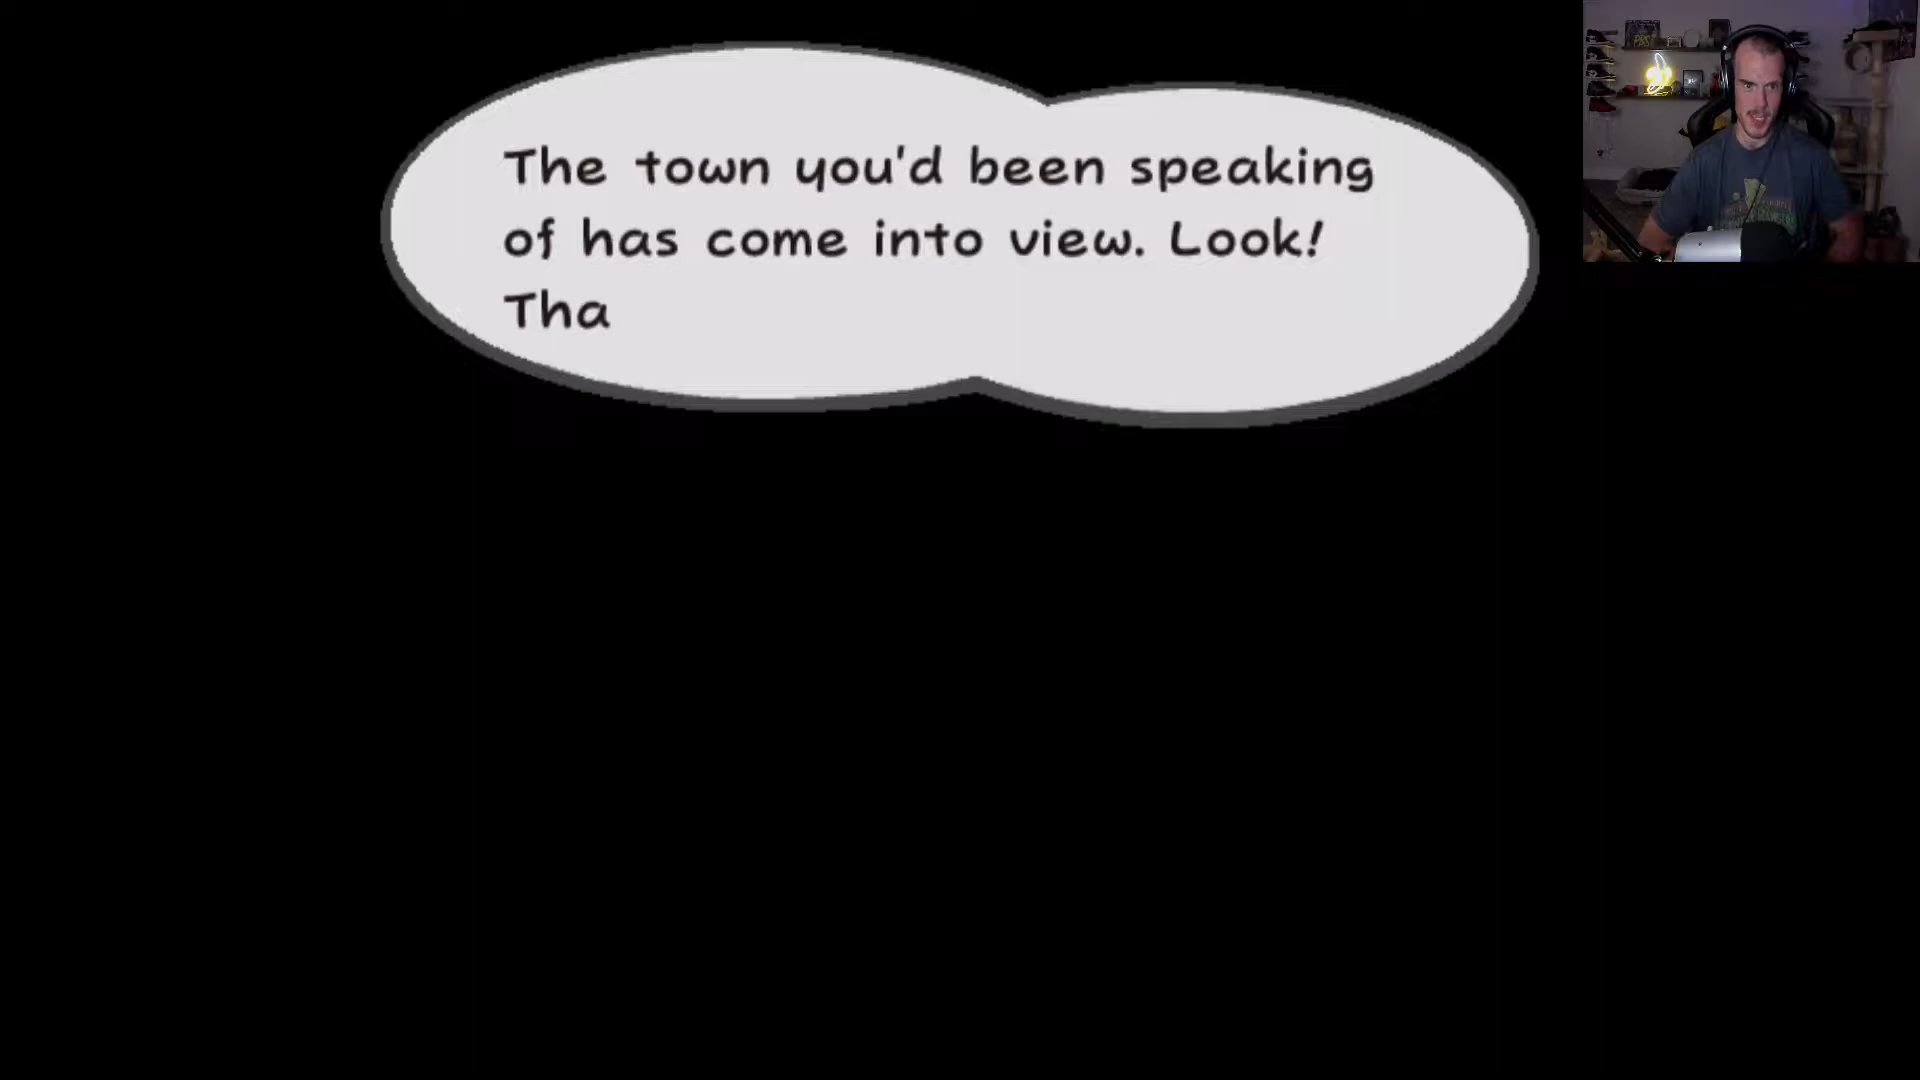 The town you'd been speaking
of has come into view. Look!
Tha